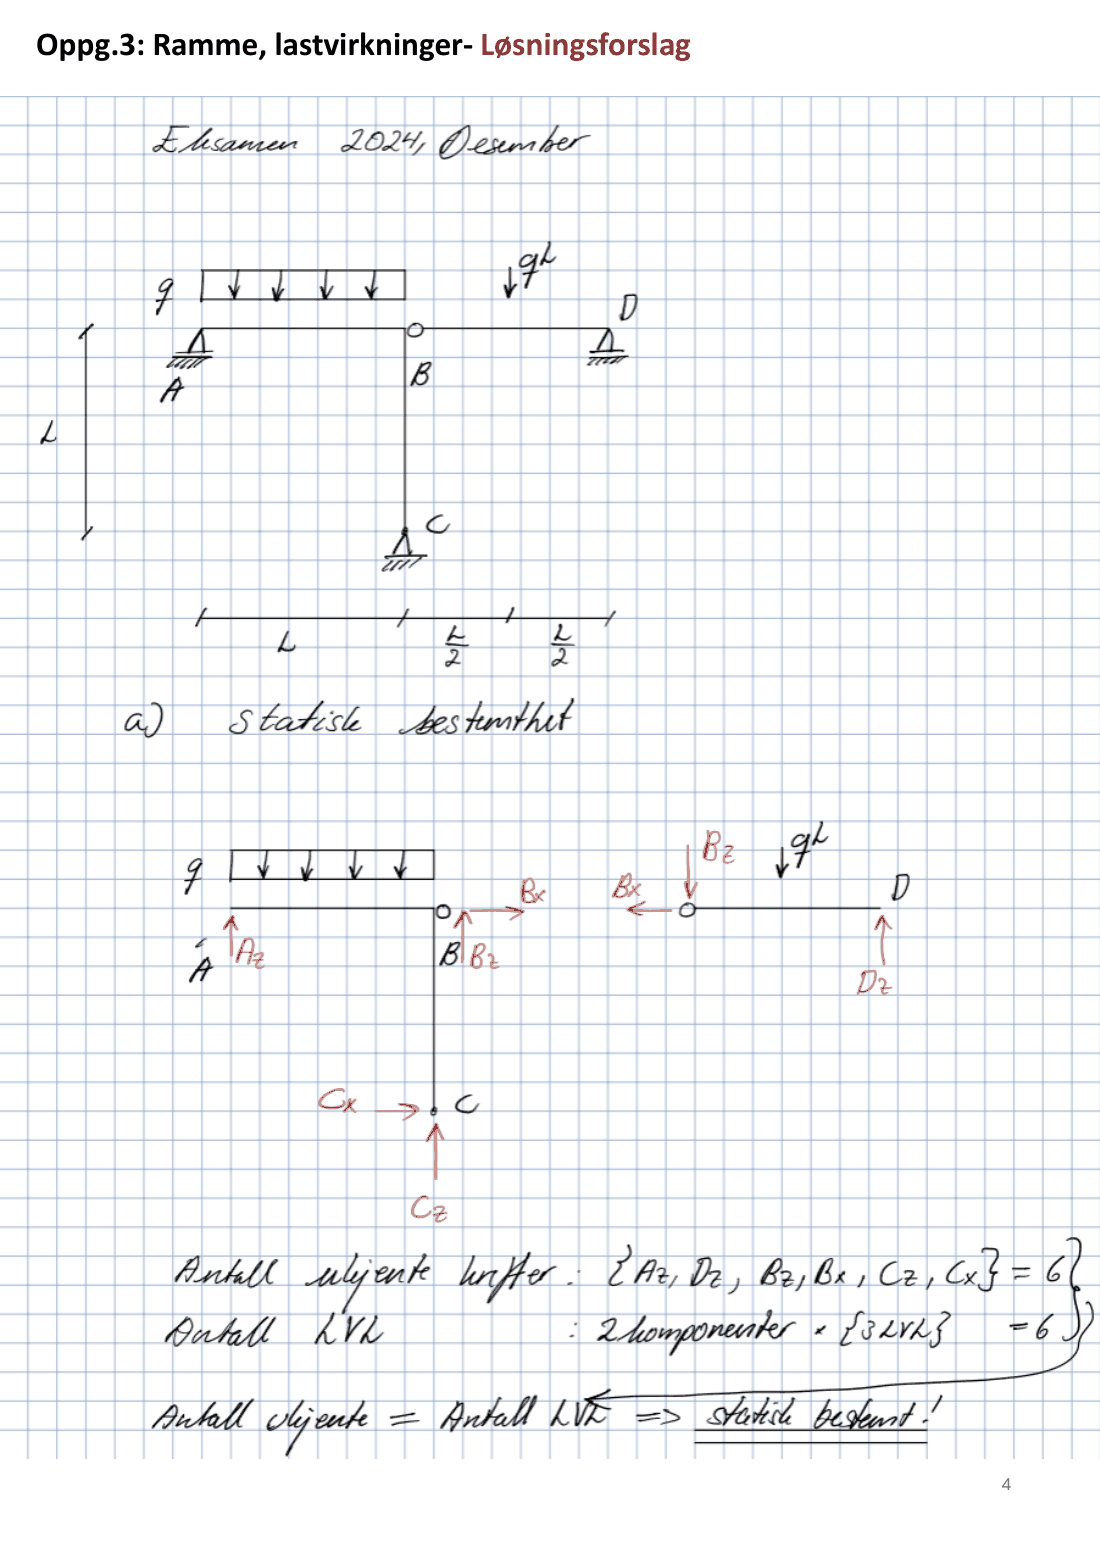 Oppg.3: Ramme, lastvirkninger- Løsningsforslag
Eksamen 2024, Desember
q
qL
D
A
B
L
C
L
L/2
L/2
a) statisk bestemthet
q
Bx
Bx
Bz
qL
D
A
Az
B
Bz
Dz
Cx
C
Cz
Antall ukjente krefter : {Az, Dz, Bz, Bx, Cz, Cx} = 6
Antall LVL : 2 komponenter × {3 LVL} = 6
Antall ukjente = Antall LVL => statisk bestemt!
4